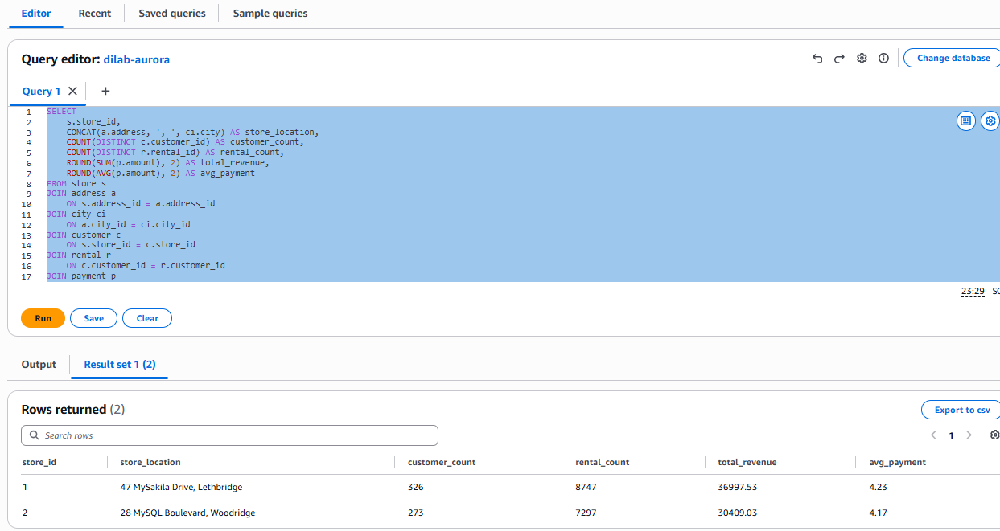 Editor Recent Saved queries Sample queries
Query editor: dilab-aurora Change database
Query 1 +
1 SELECT
2 s.store_id,
3 CONCAT(a.address, ', ', ci.city) AS store_location,
4 COUNT(DISTINCT c.customer_id) AS customer_count,
5 COUNT(DISTINCT r.rental_id) AS rental_count,
6 ROUND(SUM(p.amount), 2) AS total_revenue,
7 ROUND(AVG(p.amount), 2) AS avg_payment
8 FROM store s
9 JOIN address a
10 ON s.address_id = a.address_id
11 JOIN city ci
12 ON a.city_id = ci.city_id
13 JOIN customer c
14 ON s.store_id = c.store_id
15 JOIN rental r
16 ON c.customer_id = r.customer_id
17 JOIN payment p
23:29
Run Save Clear
Output Result set 1 (2)
Rows returned (2) Export to csv
Search rows 1
store_id store_location customer_count rental_count total_revenue avg_payment
1 47 MySakila Drive, Lethbridge 326 8747 36997.53 4.23
2 28 MySQL Boulevard, Woodridge 273 7297 30409.03 4.17